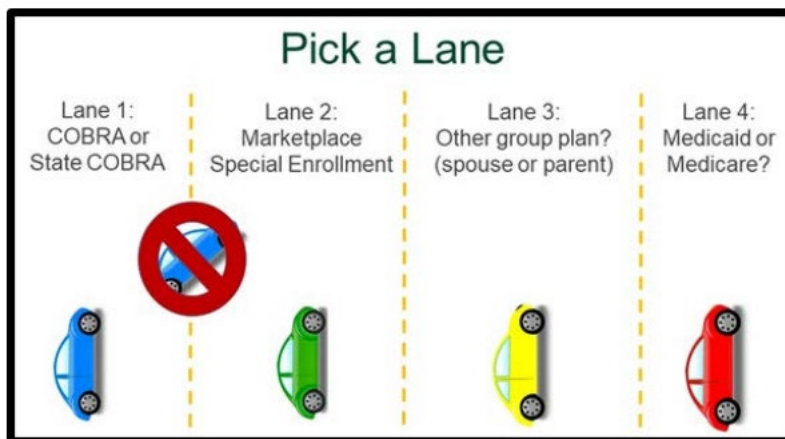 Pick a Lane
Lane 1:
COBRA or
State COBRA
Lane 2:
Marketplace
Special Enrollment
Lane 3:
Other group plan?
(spouse or parent)
Lane 4:
Medicaid or
Medicare?